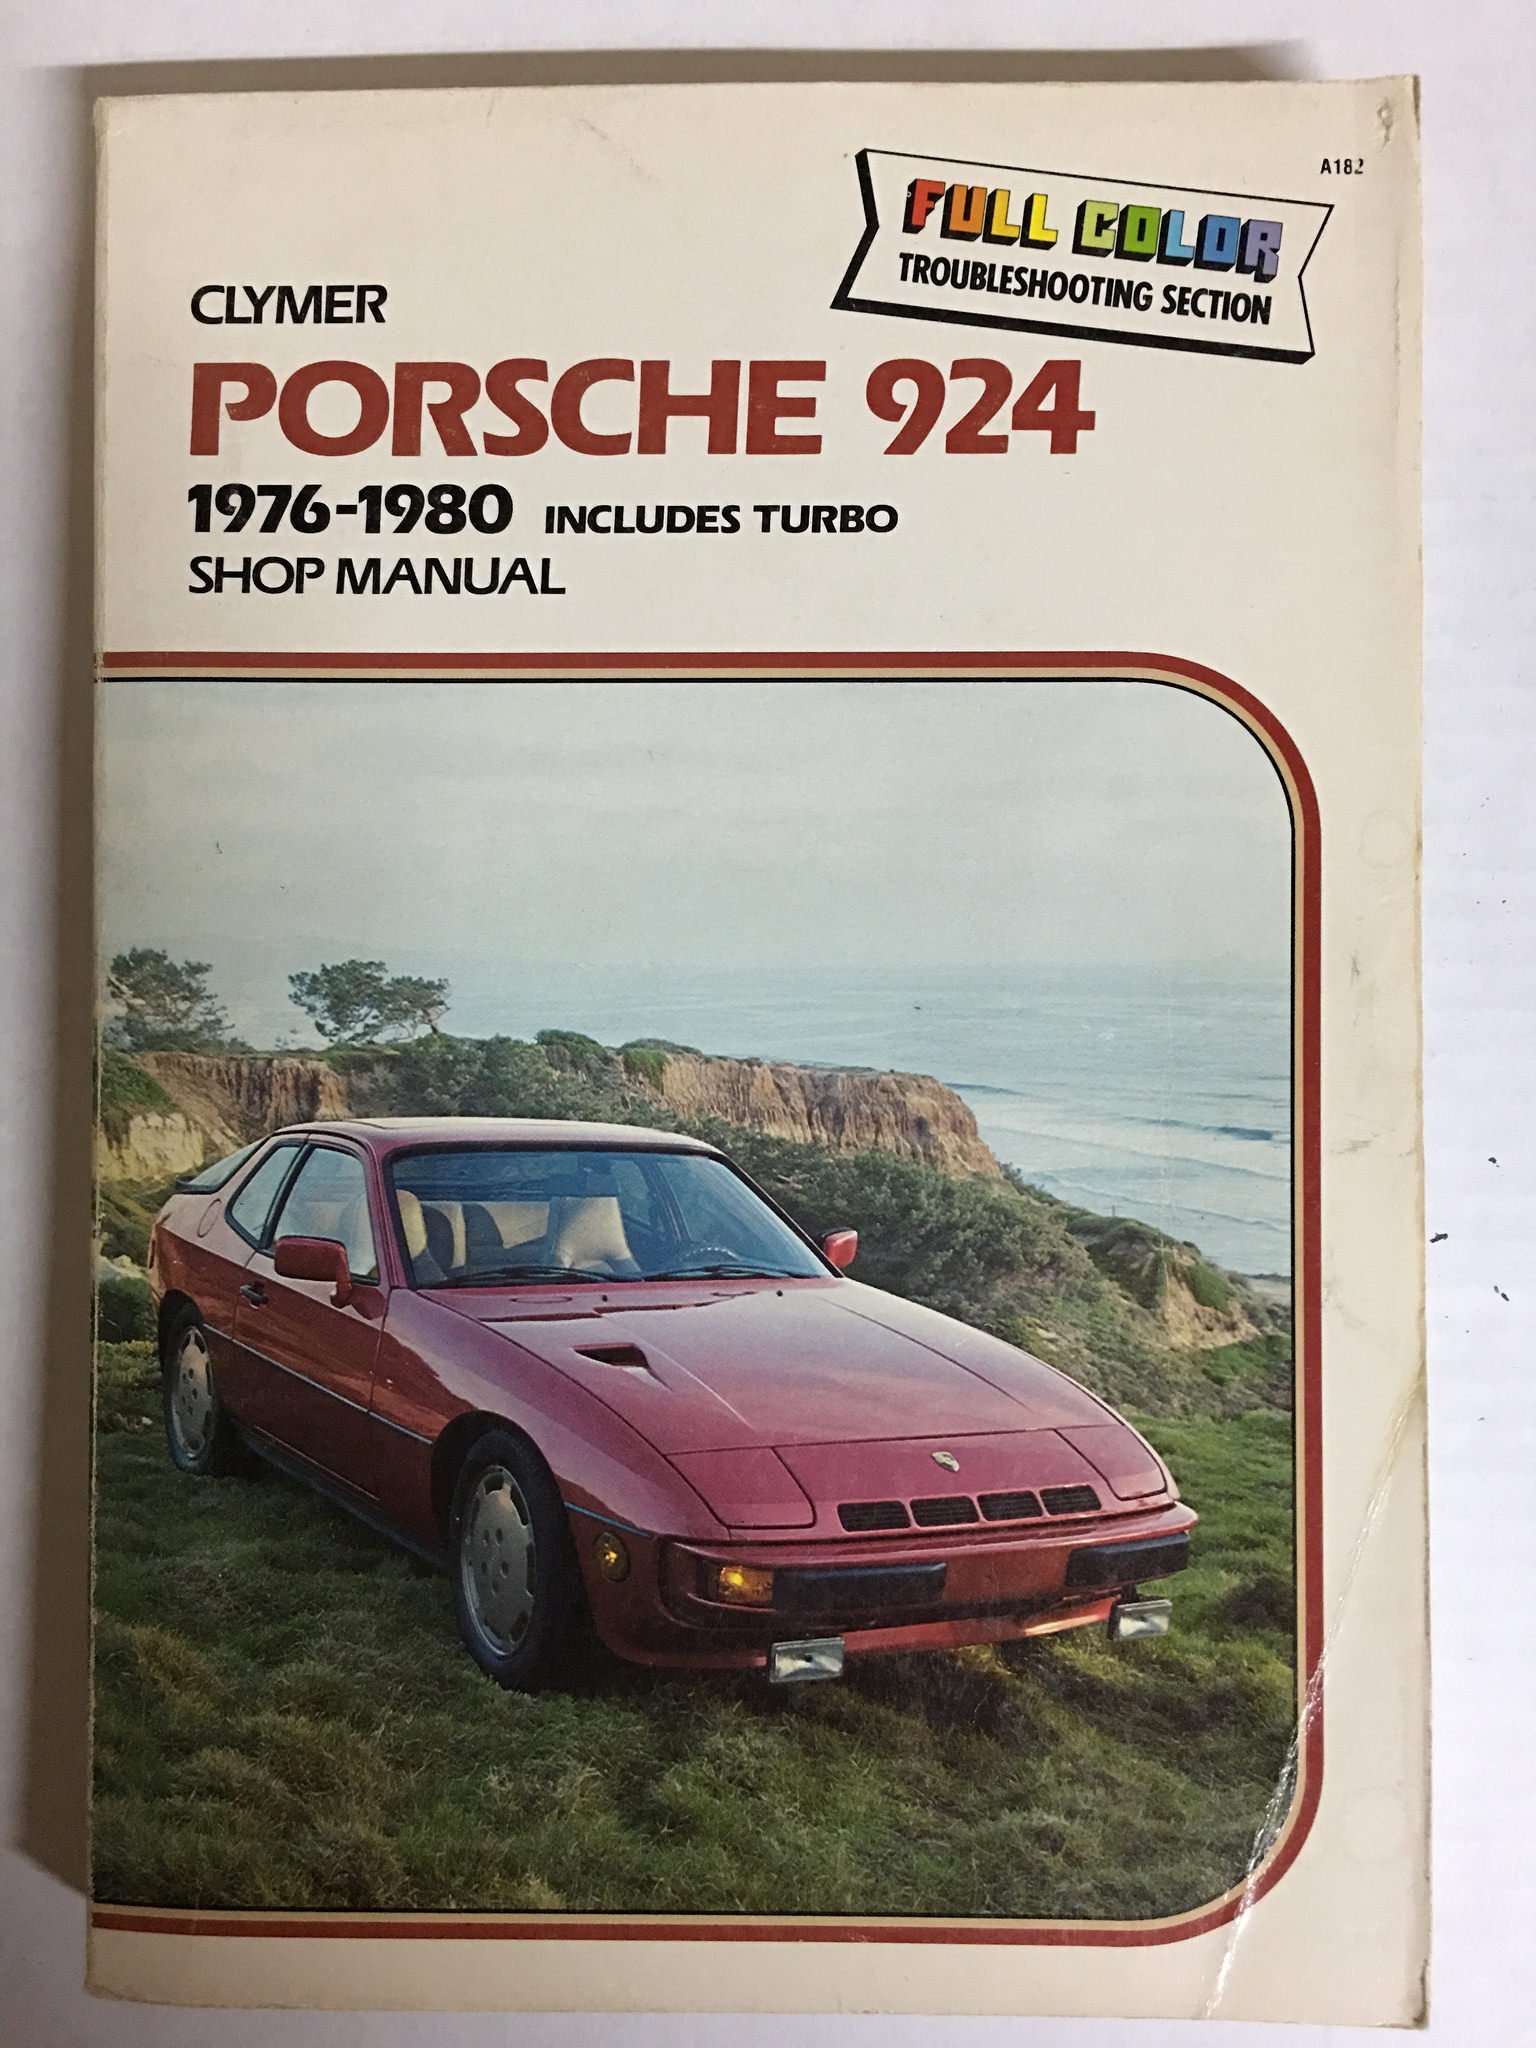 A182
FULL COLOR
TROUBLESHOOTING SECTION
CLYMER
PORSCHE 924
1976-1980 INCLUDES TURBO
SHOP MANUAL